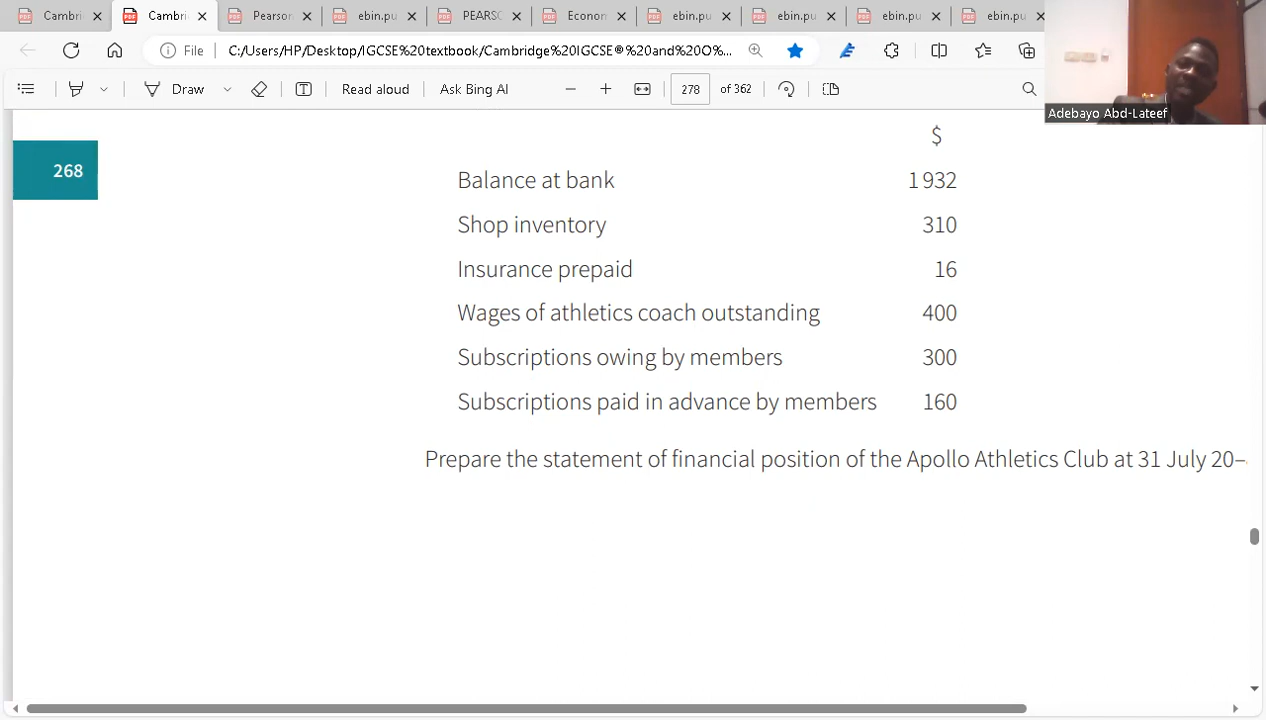 Cambri
Cambri
Pearson
ebin.pu
PEARSC
Econom
ebin.pu
ebin.pu
ebin.pu
ebin.pu
File
C:/Users/HP/Desktop/IGCSE%20textbook/Cambridge%20IGCSE®%20and%20O%...
Draw
Read aloud
Ask Bing AI
278
of 362
Adebayo Abd-Lateef
$
268
Balance at bank 1 932
Shop inventory 310
Insurance prepaid 16
Wages of athletics coach outstanding 400
Subscriptions owing by members 300
Subscriptions paid in advance by members 160
Prepare the statement of financial position of the Apollo Athletics Club at 31 July 20–